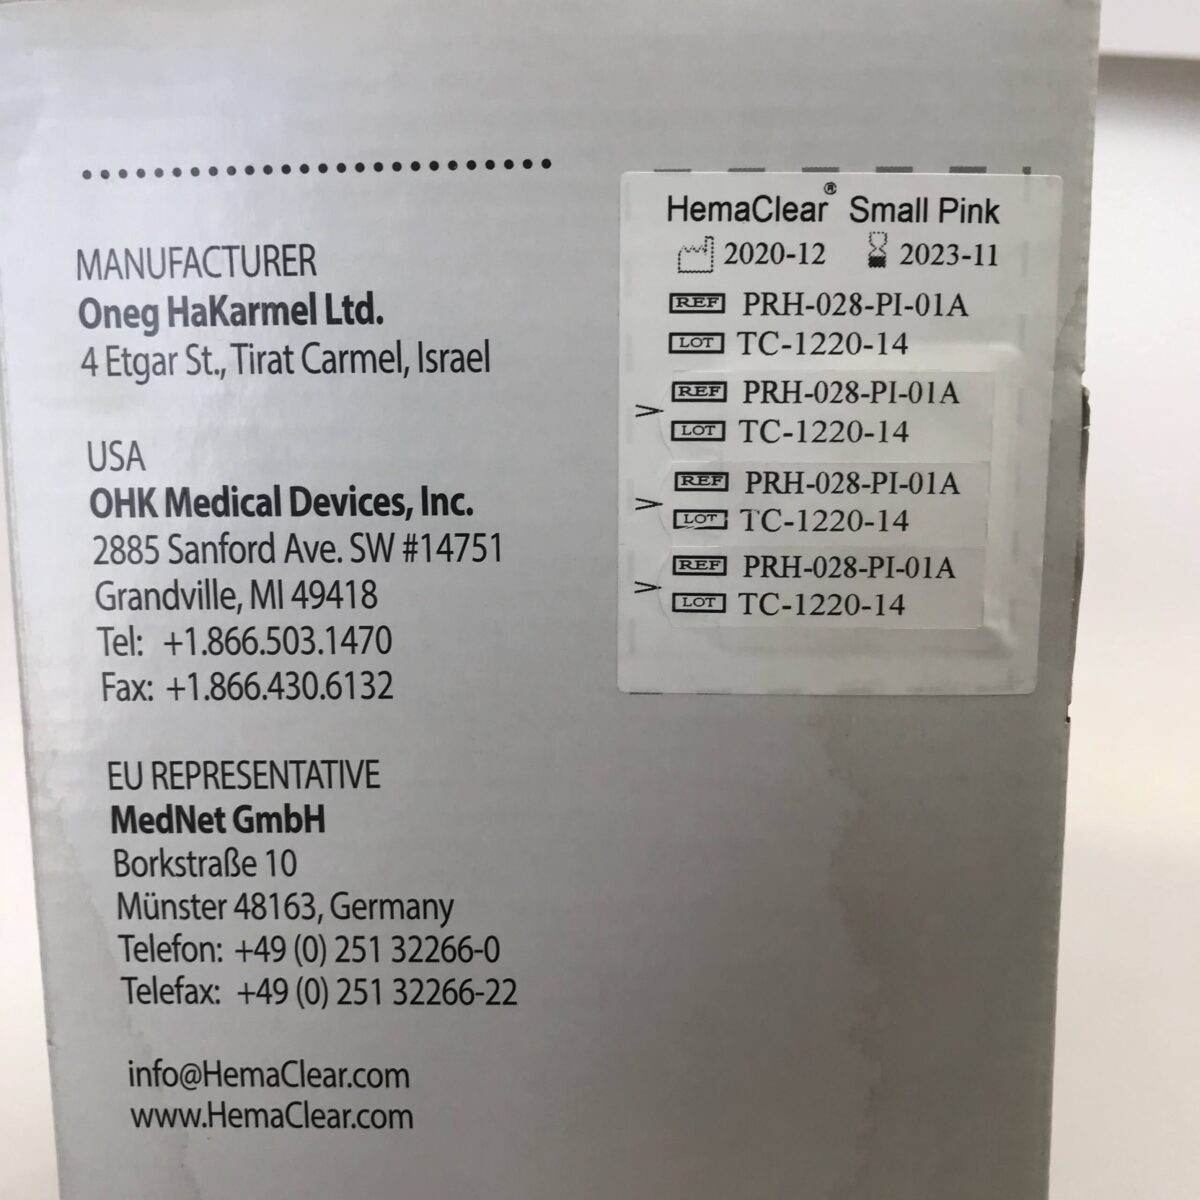 MANUFACTURER
Oneg HaKarmel Ltd.
4 Etgar St., Tirat Carmel, Israel
USA
OHK Medical Devices, Inc.
2885 Sanford Ave. SW #14751
Grandville, MI 49418
Tel: +1.866.503.1470
Fax: +1.866.430.6132
EU REPRESENTATIVE
MedNet GmbH
Borkstraße 10
Münster 48163, Germany
Telefon: +49 (0) 251 32266-0
Telefax: +49 (0) 251 32266-22
info@HemaClear.com
www.HemaClear.com
HemaClear® Small Pink
2020-12 2023-11
REF PRH-028-PI-01A
LOT TC-1220-14
> REF PRH-028-PI-01A
LOT TC-1220-14
> REF PRH-028-PI-01A
LOT TC-1220-14
> REF PRH-028-PI-01A
LOT TC-1220-14